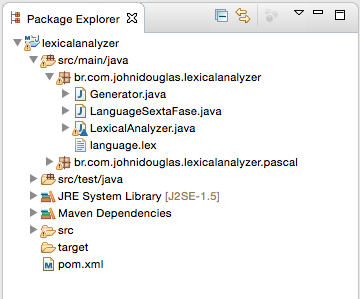 Package Explorer
lexicalanalyzer
src/main/java
br.com.johnidouglas.lexicalanalyzer
Generator.java
LanguageSextaFase.java
LexicalAnalyzer.java
language.lex
br.com.johnidouglas.lexicalanalyzer.pascal
src/test/java
JRE System Library [J2SE-1.5]
Maven Dependencies
src
target
pom.xml